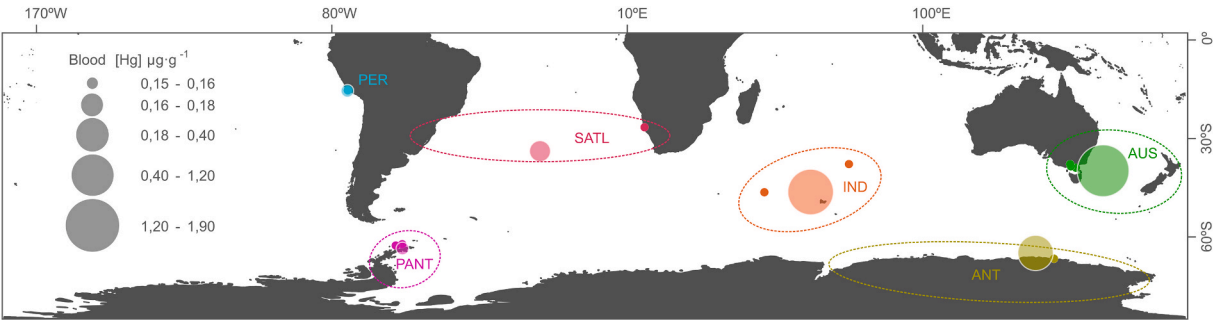 170ºW 80ºW 10ºE 100ºE
Blood [Hg] µg·g⁻¹
0,15 - 0,16
0,16 - 0,18
0,18 - 0,40
0,40 - 1,20
1,20 - 1,90
0º
30ºS
60ºS
PER
SATL
IND
AUS
PANT
ANT